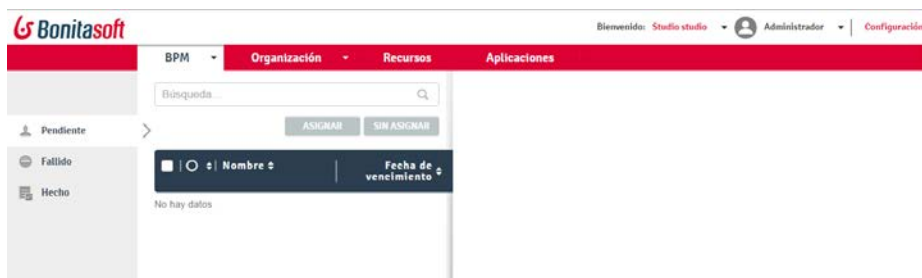 Bonitasoft
Bienvenido: Studio studio Administrador Configuración
BPM Organización Recursos Aplicaciones
Búsqueda...
ASIGNAR SIN ASIGNAR
Pendiente
Fallido
Hecho
Nombre Fecha de vencimiento
No hay datos